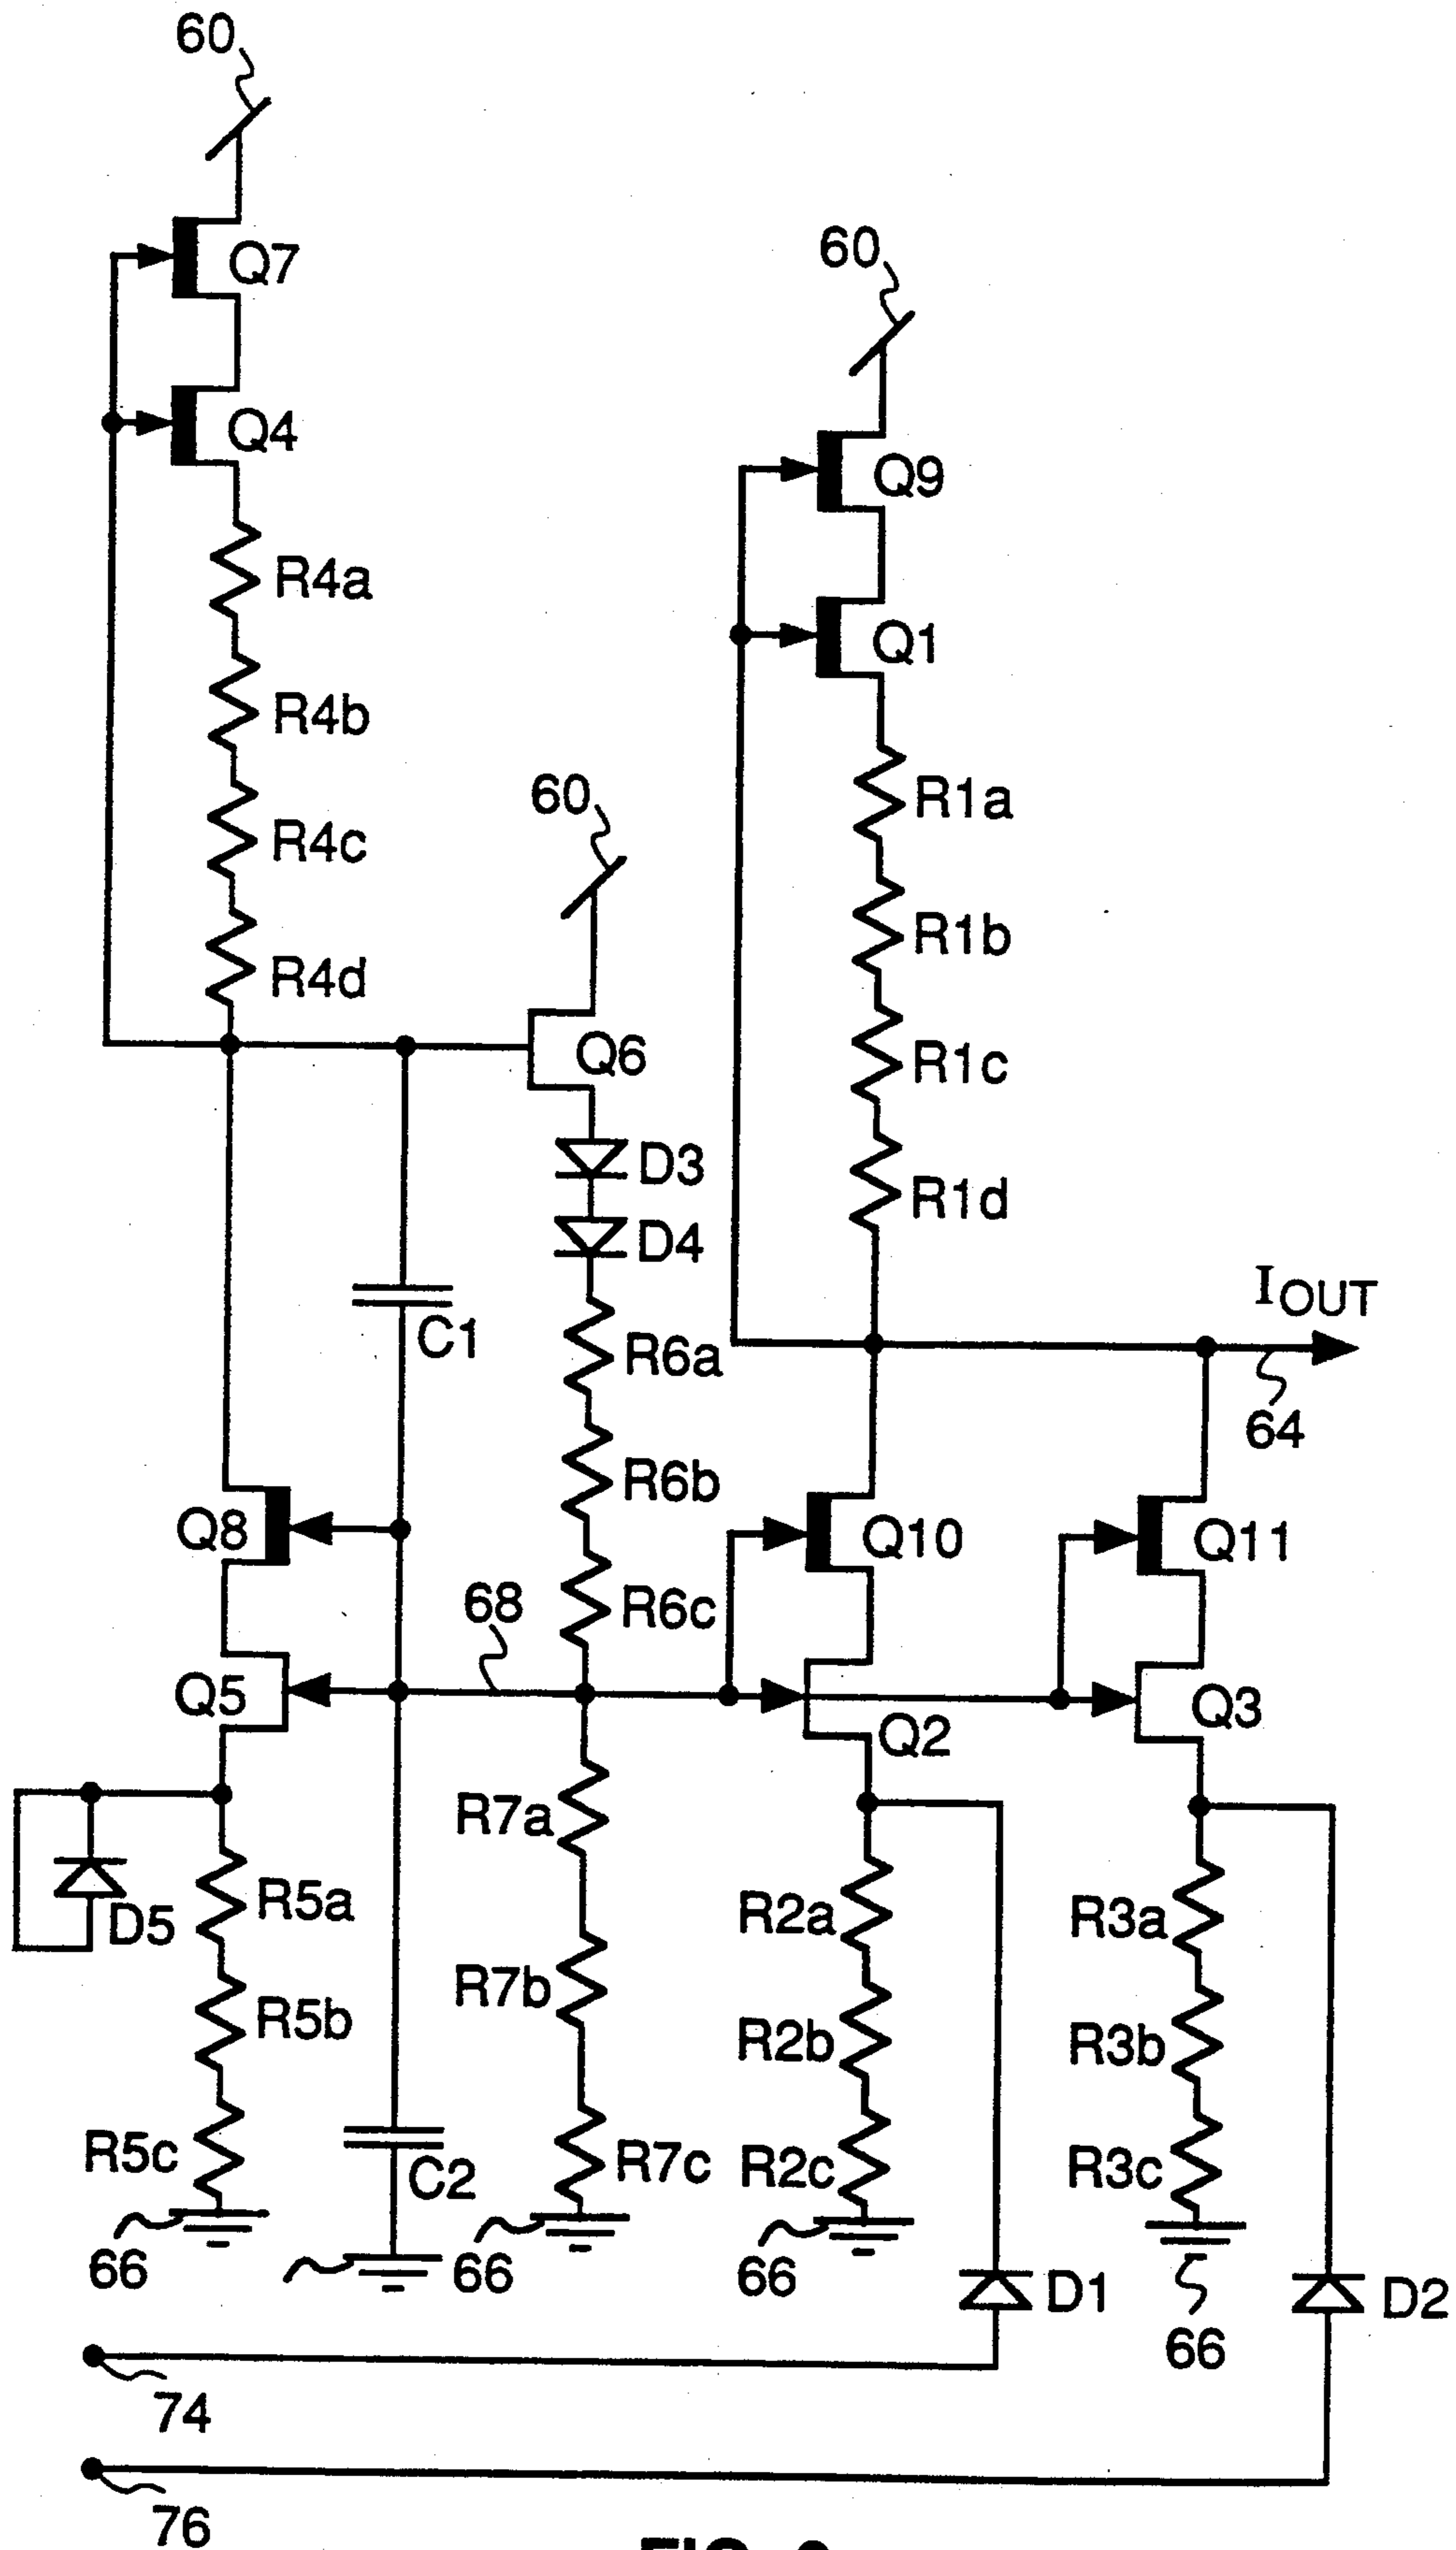 60
Q7
60
Q4
Q9
R4a
Q1
R4b
60
R1a
R4c
R1b
R4d
Q6
R1c
D3
R1d
D4
IOUT
C1
R6a
64
R6b
Q8
Q10
Q11
68
R6c
Q5
Q2
Q3
R7a
D5
R5a
R2a
R3a
R7b
R5b
R2b
R3b
R5c
C2
R7c
R2c
R3c
66
66
66
D1
D2
66
74
76